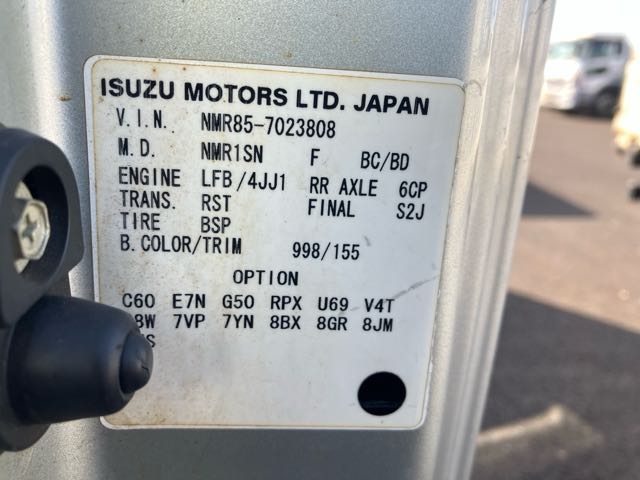 ISUZU MOTORS LTD. JAPAN
V.I.N. NMR85-7023808
M.D. NMR1SN F BC/BD
ENGINE LFB/4JJ1 RR AXLE 6CP
TRANS. RST FINAL S2J
TIRE BSP
B.COLOR/TRIM 998/155
OPTION
C60 E7N G50 RPX U69 V4T
7VP 7YN 8BX 8GR 8JM